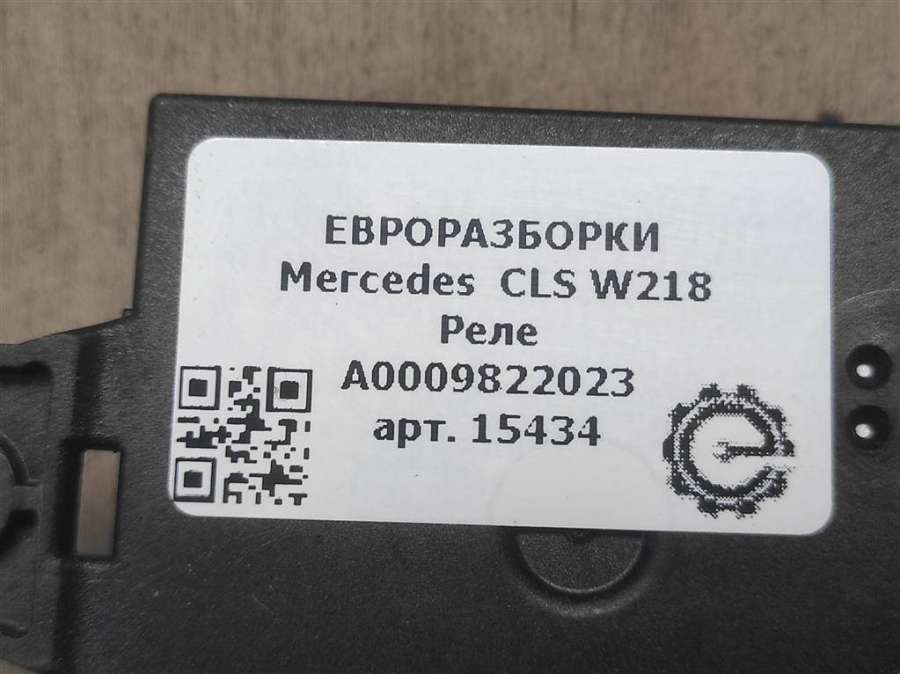 ЕВРОРАЗБОРКИ
Mercedes CLS W218
Реле
A0009822023
арт. 15434